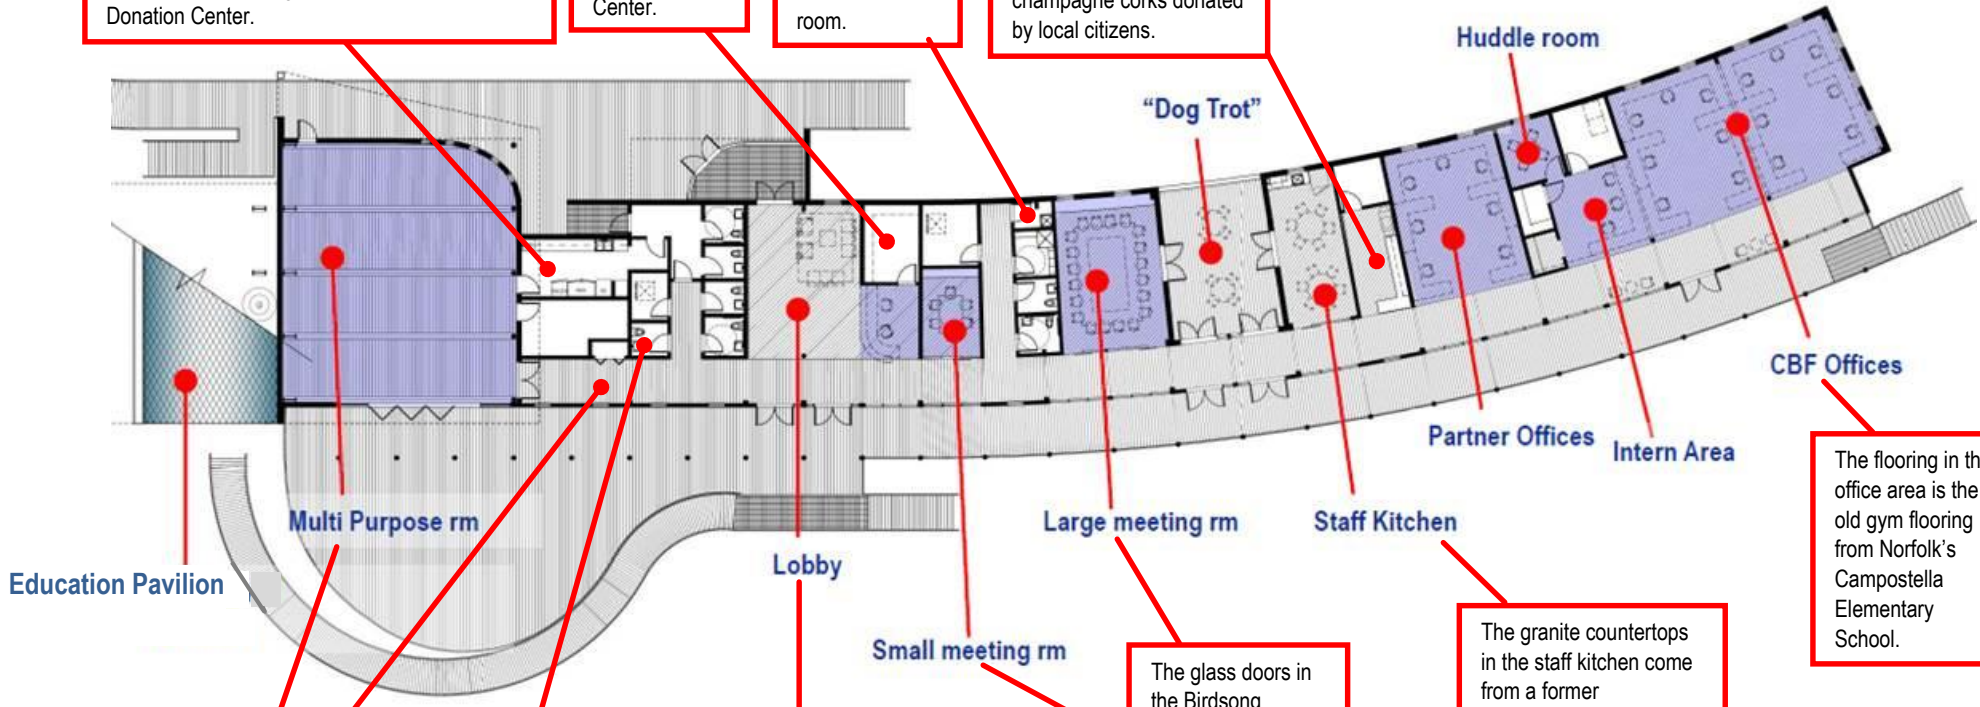 Donation Center.
Center.
room.
champagne corks donated
by local citizens.
Huddle room
“Dog Trot”
CBF Offices
Partner Offices
Intern Area
Multi Purpose rm
Large meeting rm
Staff Kitchen
Lobby
Education Pavilion
Small meeting rm
The flooring in
office area is the
old gym flooring
from Norfolk’s
Campostella
Elementary
School.
The granite countertops
in the staff kitchen come
from a former
The glass doors in
the Birdsong